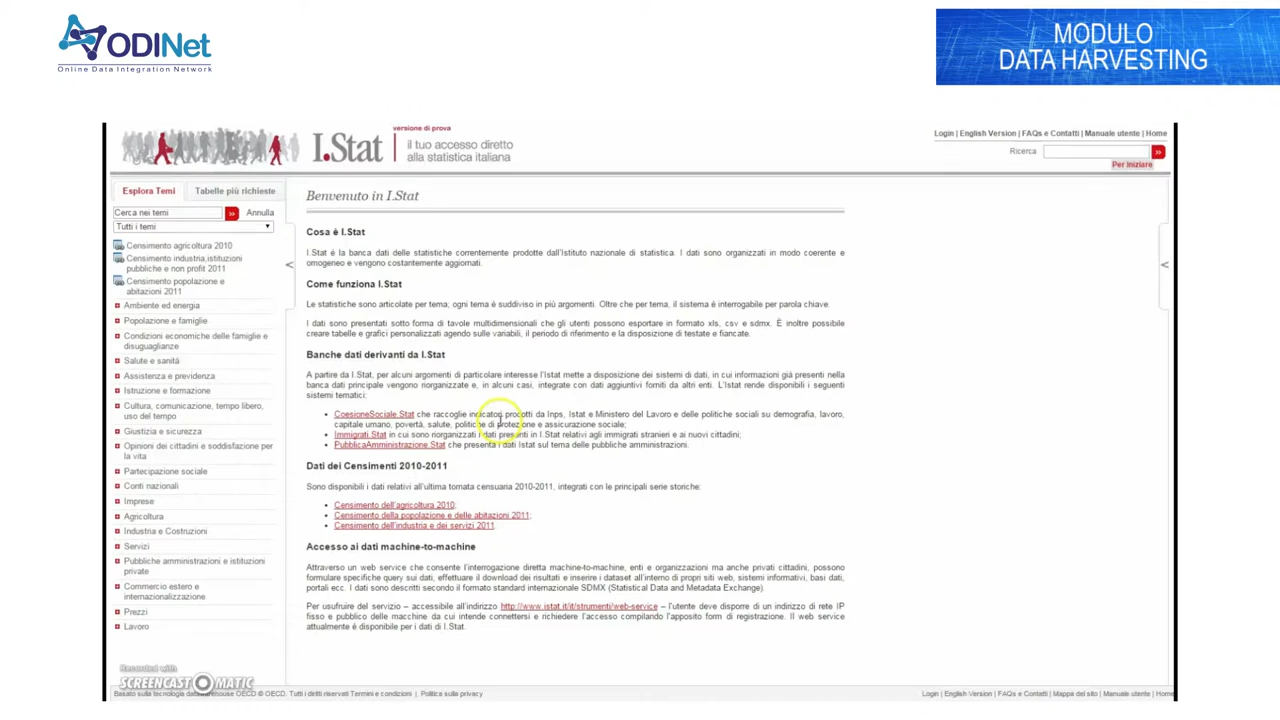 ODINet
Online Data Integration Network
MODULO
DATA HARVESTING
I.Stat
versione di prova
il tuo accesso diretto
alla statistica italiana
Login | English Version | FAQs e Contatti | Manuale utente | Home
Ricerca
Per Iniziare
Esplora Temi
Tabelle più richieste
Cerca nei temi
Annulla
Tutti i temi
Censimento agricoltura 2010
Censimento industria,istituzioni
pubbliche e non profit 2011
Censimento popolazione e
abitazioni 2011
Ambiente ed energia
Popolazione e famiglie
Condizioni economiche delle famiglie e
disuguaglianze
Salute e sanità
Assistenza e previdenza
Istruzione e formazione
Cultura, comunicazione, tempo libero,
uso del tempo
Giustizia e sicurezza
Opinioni dei cittadini e soddisfazione per
la vita
Partecipazione sociale
Conti nazionali
Imprese
Agricoltura
Industria e Costruzioni
Servizi
Pubbliche amministrazioni e istituzioni
private
Commercio estero e
internazionalizzazione
Prezzi
Lavoro
Benvenuto in I.Stat
Cosa è I.Stat
I.Stat è la banca dati delle statistiche correntemente prodotte dall'Istituto nazionale di statistica. I dati sono organizzati in modo coerente e
omogeneo e vengono costantemente aggiornati.
Come funziona I.Stat
Le statistiche sono articolate per tema; ogni tema è suddiviso in più argomenti. Oltre che per tema, il sistema è interrogabile per parola chiave.
I dati sono presentati sotto forma di tavole multidimensionali che gli utenti possono esportare in formato xls, csv e sdmx. È inoltre possibile
creare tabelle e grafici personalizzati agendo sulle variabili, il periodo di riferimento e la disposizione di testate e fiancate.
Banche dati derivanti da I.Stat
A partire da I.Stat, per alcuni argomenti di particolare interesse l'Istat mette a disposizione dei sistemi di dati, in cui informazioni già presenti nella
banca dati principale vengono riorganizzate e, in alcuni casi, integrate con dati aggiuntivi forniti da altri enti. L'Istat rende disponibili i seguenti
sistemi tematici:
• CoesioneSociale.Stat che raccoglie indicatori prodotti da Inps, Istat e Ministero del Lavoro e delle politiche sociali su demografia, lavoro,
capitale umano, povertà, salute, politiche di protezione e assicurazione sociale;
• Immigrati.Stat in cui sono riorganizzati i dati presenti in I.Stat relativi agli immigrati stranieri e ai nuovi cittadini;
• PubblicaAmministrazione.Stat che presenta i dati Istat sul tema delle pubbliche amministrazioni.
Dati dei Censimenti 2010-2011
Sono disponibili i dati relativi all'ultima tornata censuaria 2010-2011, integrati con le principali serie storiche:
• Censimento dell'agricoltura 2010;
• Censimento della popolazione e delle abitazioni 2011;
• Censimento dell'industria e dei servizi 2011.
Accesso ai dati machine-to-machine
Attraverso un web service che consente l'interrogazione diretta machine-to-machine, enti e organizzazioni ma anche privati cittadini, possono
formulare specifiche query sui dati, effettuare il download dei risultati e inserire i dataset all'interno di propri siti web, sistemi informativi, basi dati,
portali ecc. I dati sono descritti secondo il formato standard internazionale SDMX (Statistical Data and Metadata Exchange).
Per usufruire del servizio – accessibile all'indirizzo http://www.istat.it/it/strumenti/web-service – l'utente deve disporre di un indirizzo di rete IP
fisso e pubblico delle macchine da cui intende connettersi e richiedere l'accesso compilando l'apposito form di registrazione. Il web service
attualmente è disponibile per i dati di I.Stat.
SCREENCAST-O-MATIC
Recorded with
Basato sulla tecnologia datawarehouse OECD © OECD. Tutti i diritti riservati Termini e condizioni | Politica sulla privacy
Login | English Version | FAQs e Contatti | Mappa del sito | Manuale utente | Home